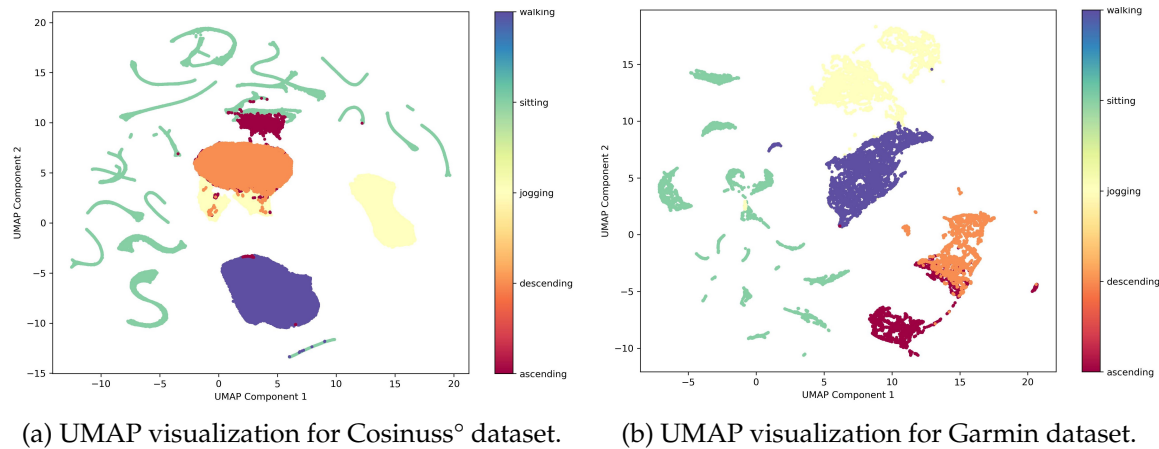 20
15
10
5
0
−5
−10
−15
UMAP Component 2
−10
−5
0
5
10
15
20
UMAP Component 1
walking
sitting
jogging
descending
ascending
(a) UMAP visualization for Cosinuss° dataset.
15
10
5
0
−5
−10
UMAP Component 2
−5
0
5
10
15
20
UMAP Component 1
walking
sitting
jogging
descending
ascending
(b) UMAP visualization for Garmin dataset.